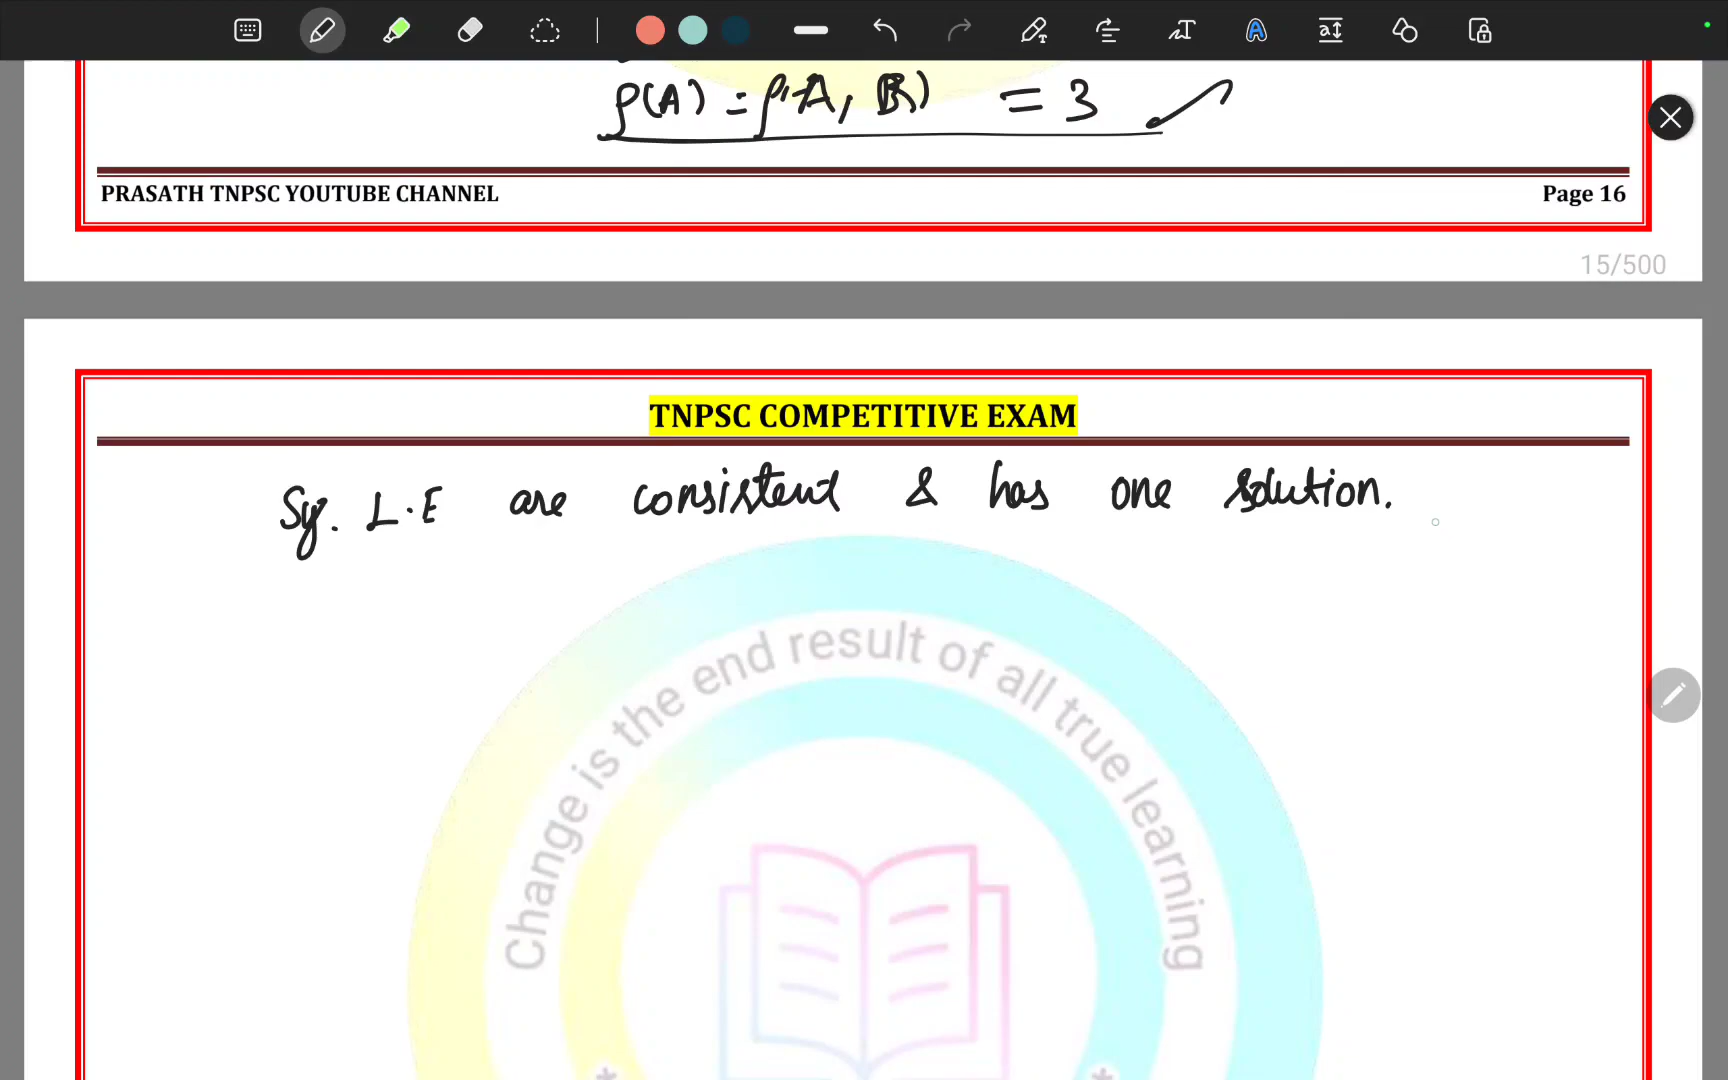 ρ(A) = ρ(A, B) = 3
PRASATH TNPSC YOUTUBE CHANNEL Page 16
15/500
TNPSC COMPETITIVE EXAM
Sy. L.E are consistent & has one solution.
Change is the end result of all true learning